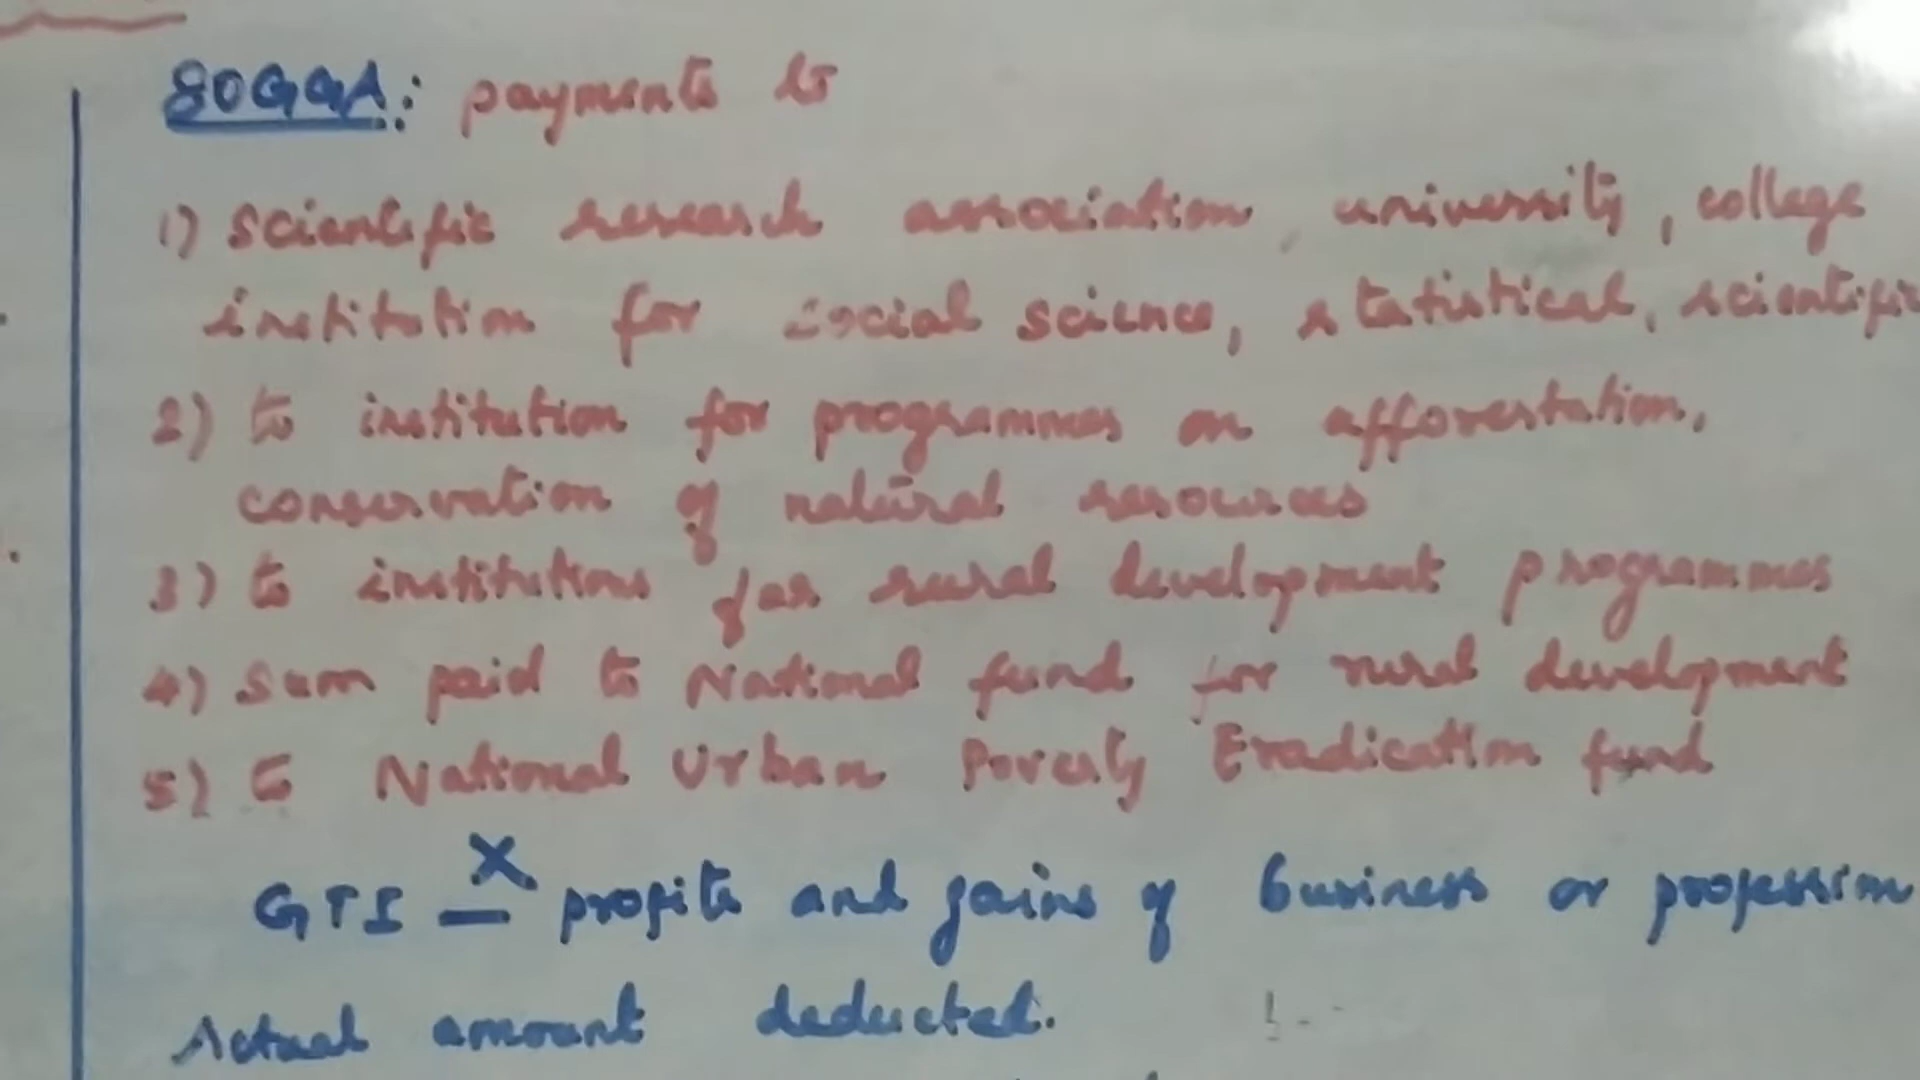 80GGA: payments to
1) scientific research association, university, college
institution for social science, statistical, scientific
2) to institution for programmes on afforestation,
conservation of natural resources
3) to institutions for rural development programmes
4) Sum paid to National fund for rural development
5) to National Urban Poverty Eradication fund
X
GTI – profits and gains of business or profession
Actual amount deducted.